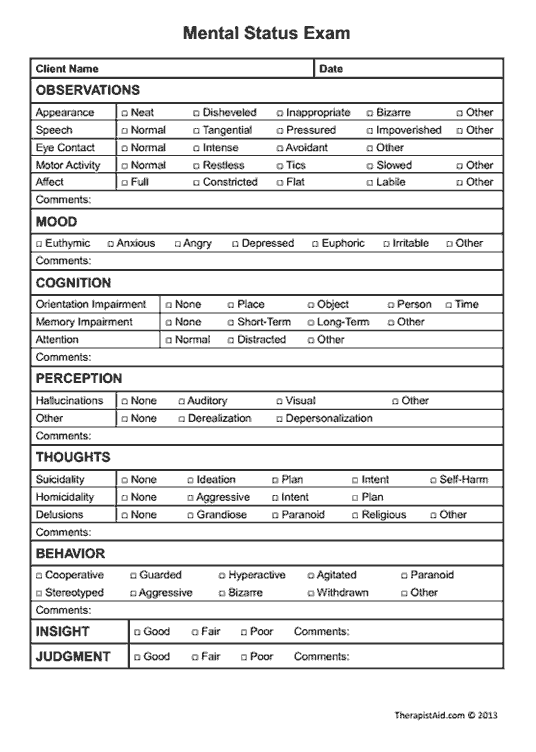 Mental Status Exam
Client Name Date
OBSERVATIONS
Appearance □ Neat □ Disheveled □ Inappropriate □ Bizarre □ Other
Speech □ Normal □ Tangential □ Pressured □ Impoverished □ Other
Eye Contact □ Normal □ Intense □ Avoidant □ Other
Motor Activity □ Normal □ Restless □ Tics □ Slowed □ Other
Affect □ Full □ Constricted □ Flat □ Labile □ Other
Comments:
MOOD
□ Euthymic □ Anxious □ Angry □ Depressed □ Euphoric □ Irritable □ Other
Comments:
COGNITION
Orientation Impairment □ None □ Place □ Object □ Person □ Time
Memory Impairment □ None □ Short-Term □ Long-Term □ Other
Attention □ Normal □ Distracted □ Other
Comments:
PERCEPTION
Hallucinations □ None □ Auditory □ Visual □ Other
Other □ None □ Derealization □ Depersonalization
Comments:
THOUGHTS
Suicidality □ None □ Ideation □ Plan □ Intent □ Self-Harm
Homicidality □ None □ Aggressive □ Intent □ Plan
Delusions □ None □ Grandiose □ Paranoid □ Religious □ Other
Comments:
BEHAVIOR
□ Cooperative □ Guarded □ Hyperactive □ Agitated □ Paranoid
□ Stereotyped □ Aggressive □ Bizarre □ Withdrawn □ Other
Comments:
INSIGHT □ Good □ Fair □ Poor Comments:
JUDGMENT □ Good □ Fair □ Poor Comments:
TherapistAid.com © 2013